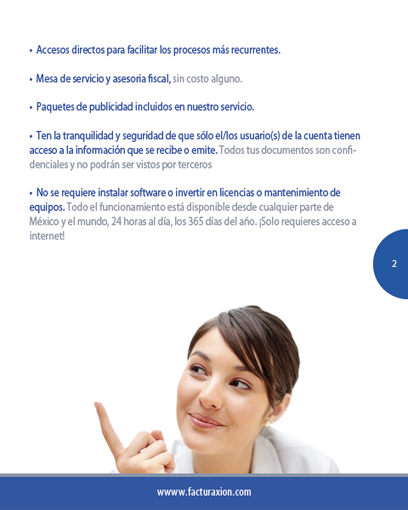 • Accesos directos para facilitar los procesos más recurrentes.
• Mesa de servicio y asesoria fiscal, sin costo alguno.
• Paquetes de publicidad incluidos en nuestro servicio.
• Ten la tranquilidad y seguridad de que sólo el/los usuario(s) de la cuenta tienen
acceso a la información que se recibe o emite. Todos tus documentos son confi-
denciales y no podrán ser vistos por terceros
• No se requiere instalar software o invertir en licencias o mantenimiento de
equipos. Todo el funcionamiento está disponible desde cualquier parte de
México y el mundo, 24 horas al día, los 365 días del año. ¡Solo requieres acceso a
internet!
2
wwww.facturaxion.com